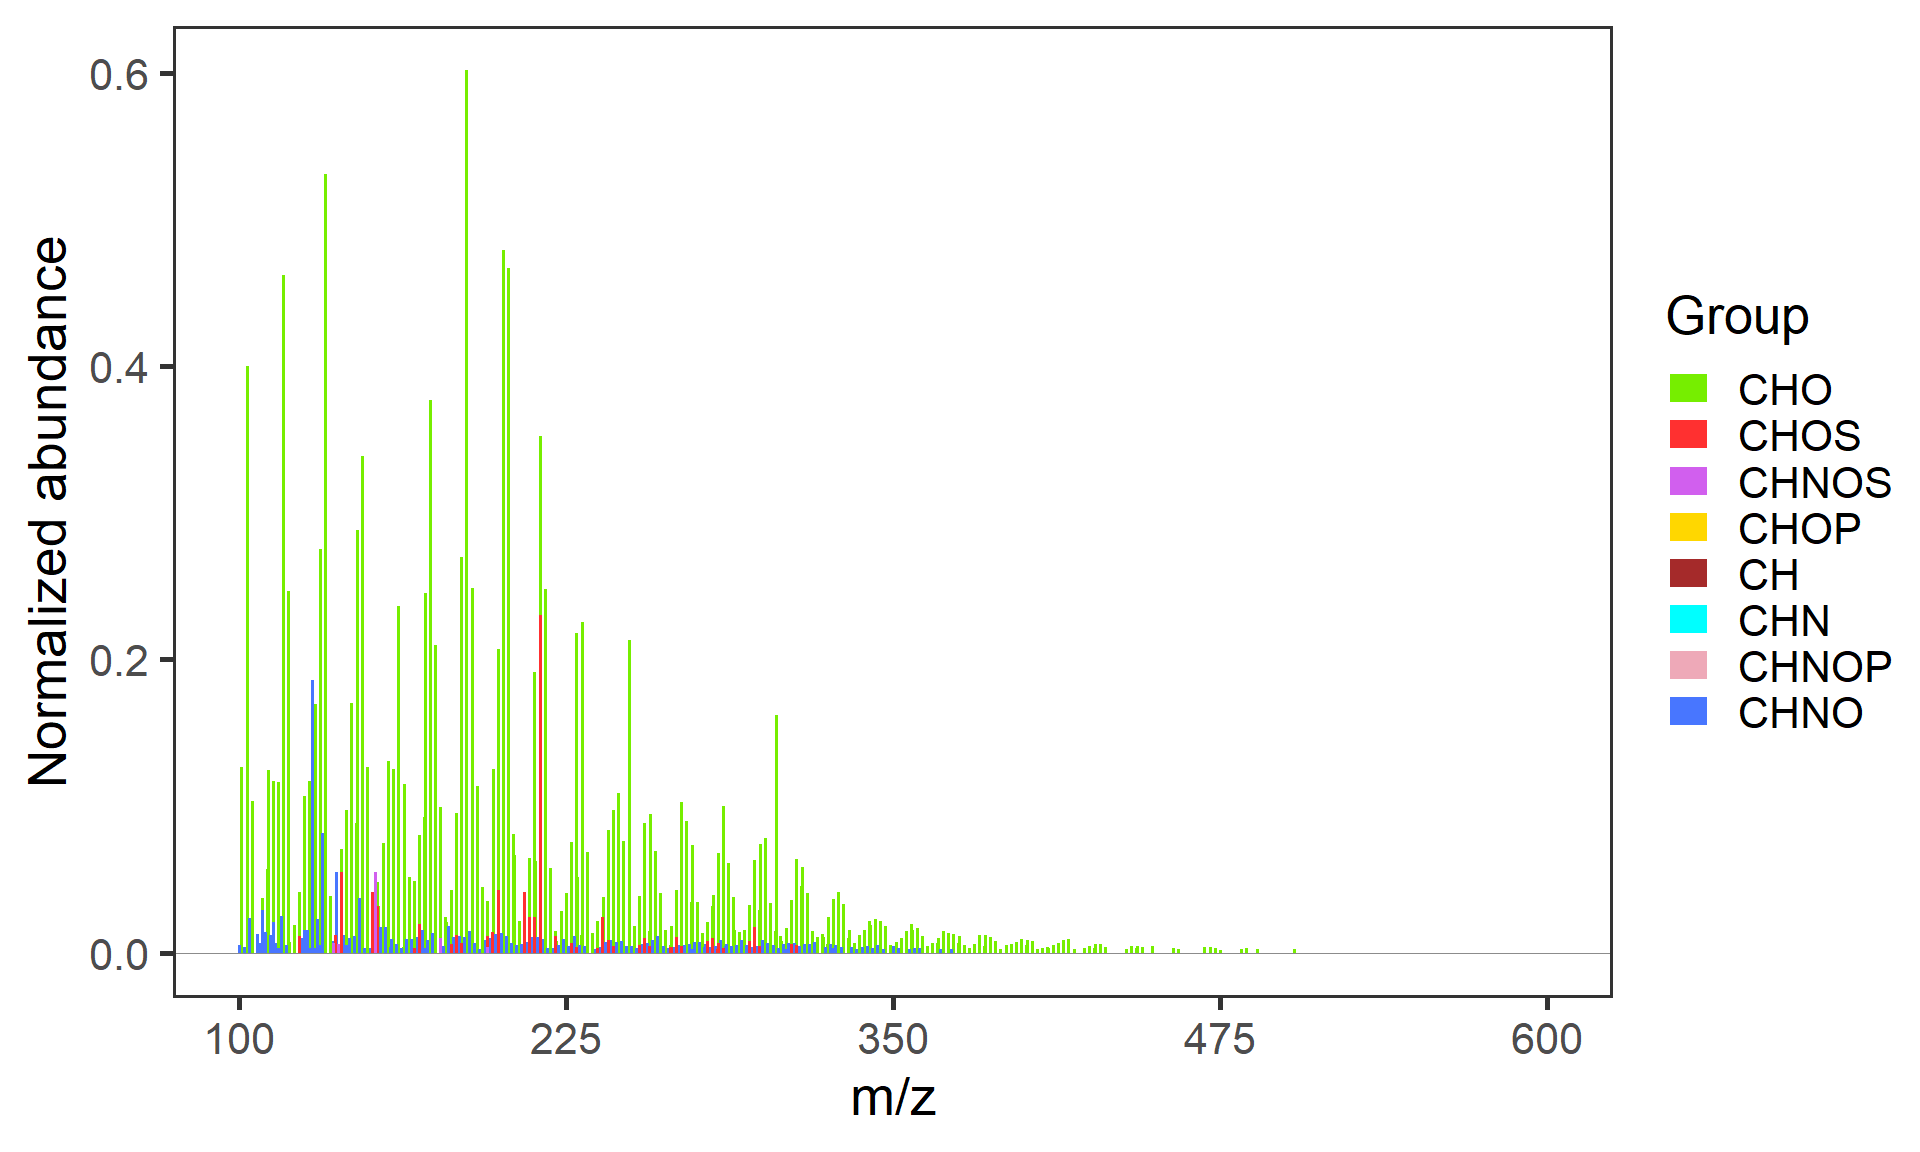 Normalized abundance
0.6
0.4
0.2
0.0
100 225 350 475 600
m/z
Group
CHO
CHOS
CHNOS
CHOP
CH
CHN
CHNOP
CHNO